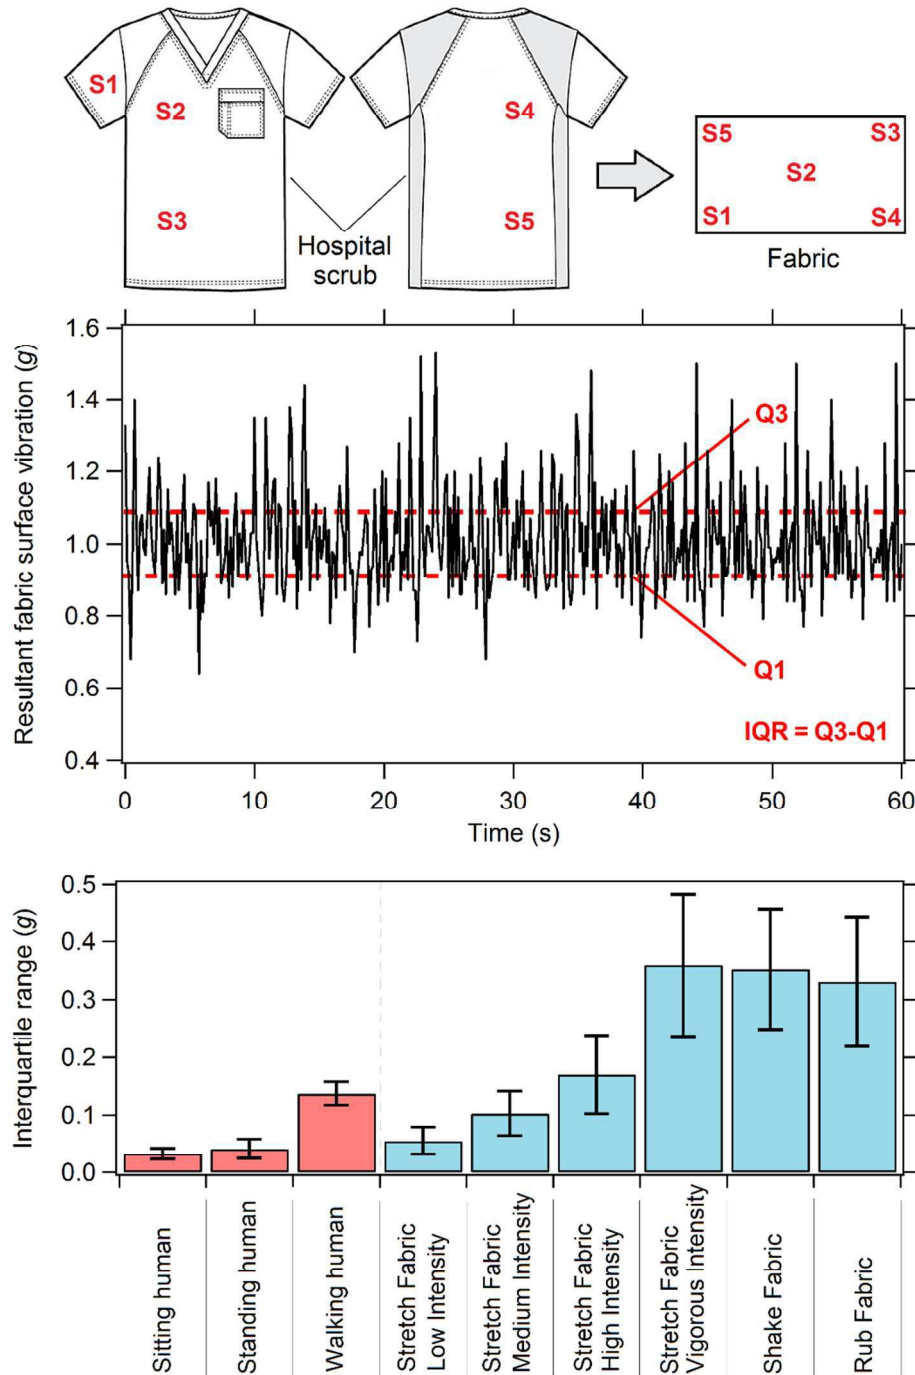 S1
S2
S3
S4
S5
Hospital
scrub
S5
S3
S2
S1
S4
Fabric
Resultant fabric surface vibration (g)
1.6
1.4
1.2
1.0
0.8
0.6
0.4
Q3
Q1
IQR = Q3-Q1
0
10
20
30
40
50
60
Time (s)
Interquartile range (g)
0.5
0.4
0.3
0.2
0.1
0.0
Sitting human
Standing human
Walking human
Stretch Fabric
Low Intensity
Stretch Fabric
Medium Intensity
Stretch Fabric
High Intensity
Stretch Fabric
Vigorous Intensity
Shake Fabric
Rub Fabric